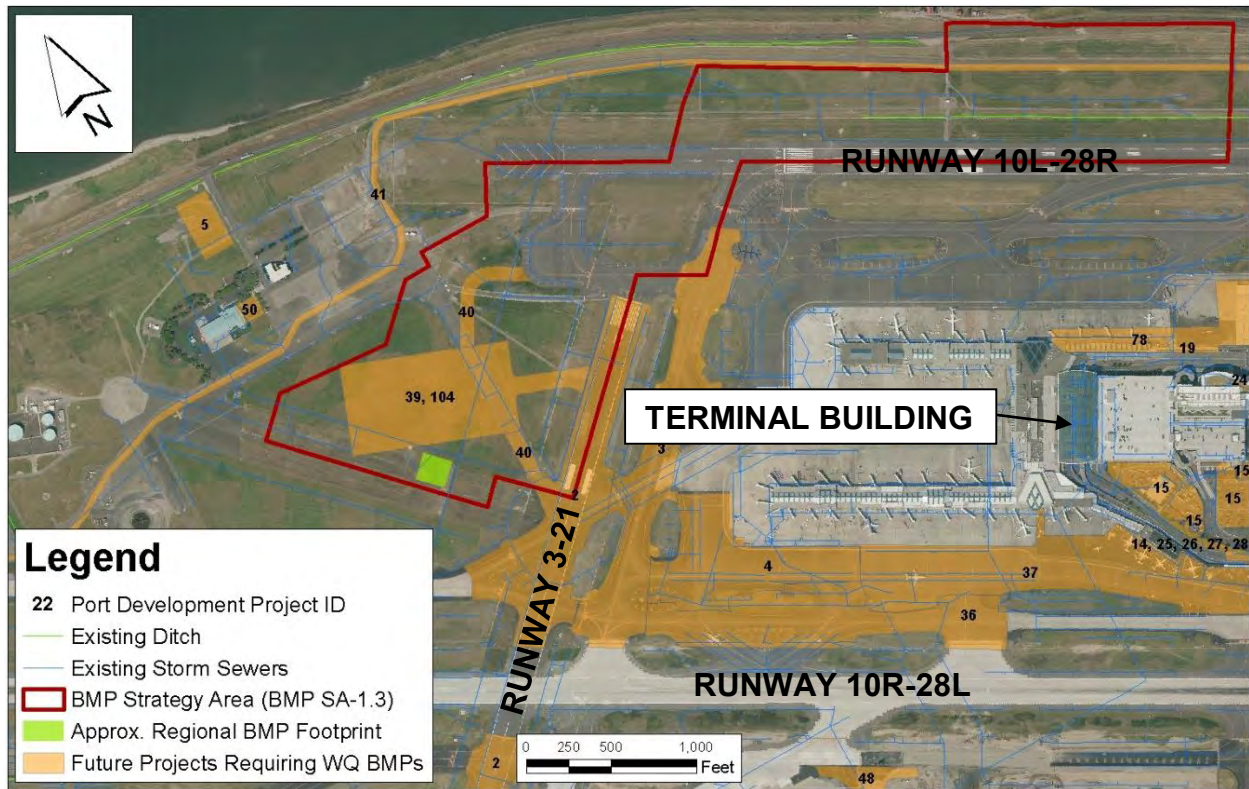 N
5
41
RUNWAY 10L-28R
50
40
78
19
24
39, 104
TERMINAL BUILDING
40
3
15
15
15
15
2
14, 25, 26, 27, 28
RUNWAY 3-21
4
37
36
RUNWAY 10R-28L
2
48
Legend
22 Port Development Project ID
Existing Ditch
Existing Storm Sewers
BMP Strategy Area (BMP SA-1.3)
Approx. Regional BMP Footprint
Future Projects Requiring WQ BMPs
0 250 500 1,000
Feet